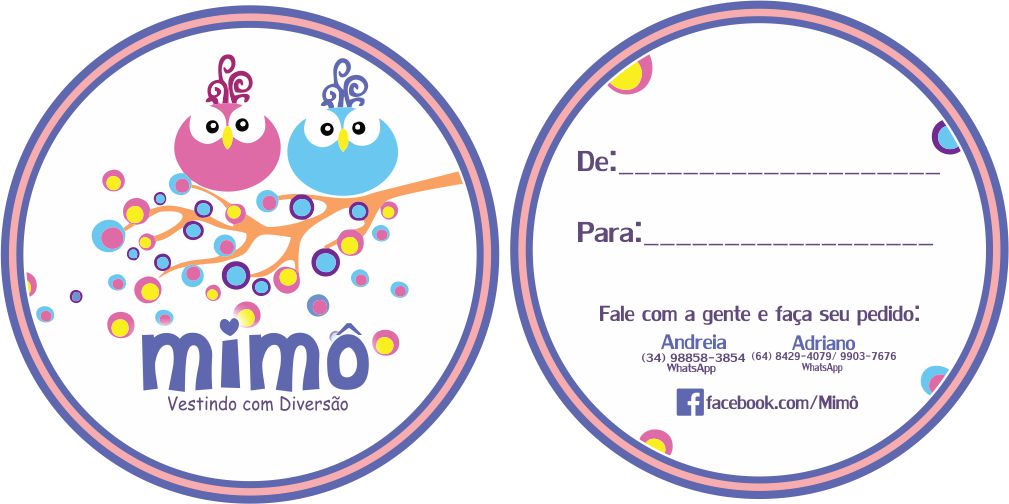 mimô
Vestindo com Diversão
De:_____________________
Para:___________________
Fale com a gente e faça seu pedido:
Andreia
(34) 98858-3854
WhatsApp
Adriano
(64) 8429-4079/ 9903-7676
WhatsApp
facebook.com/Mimô